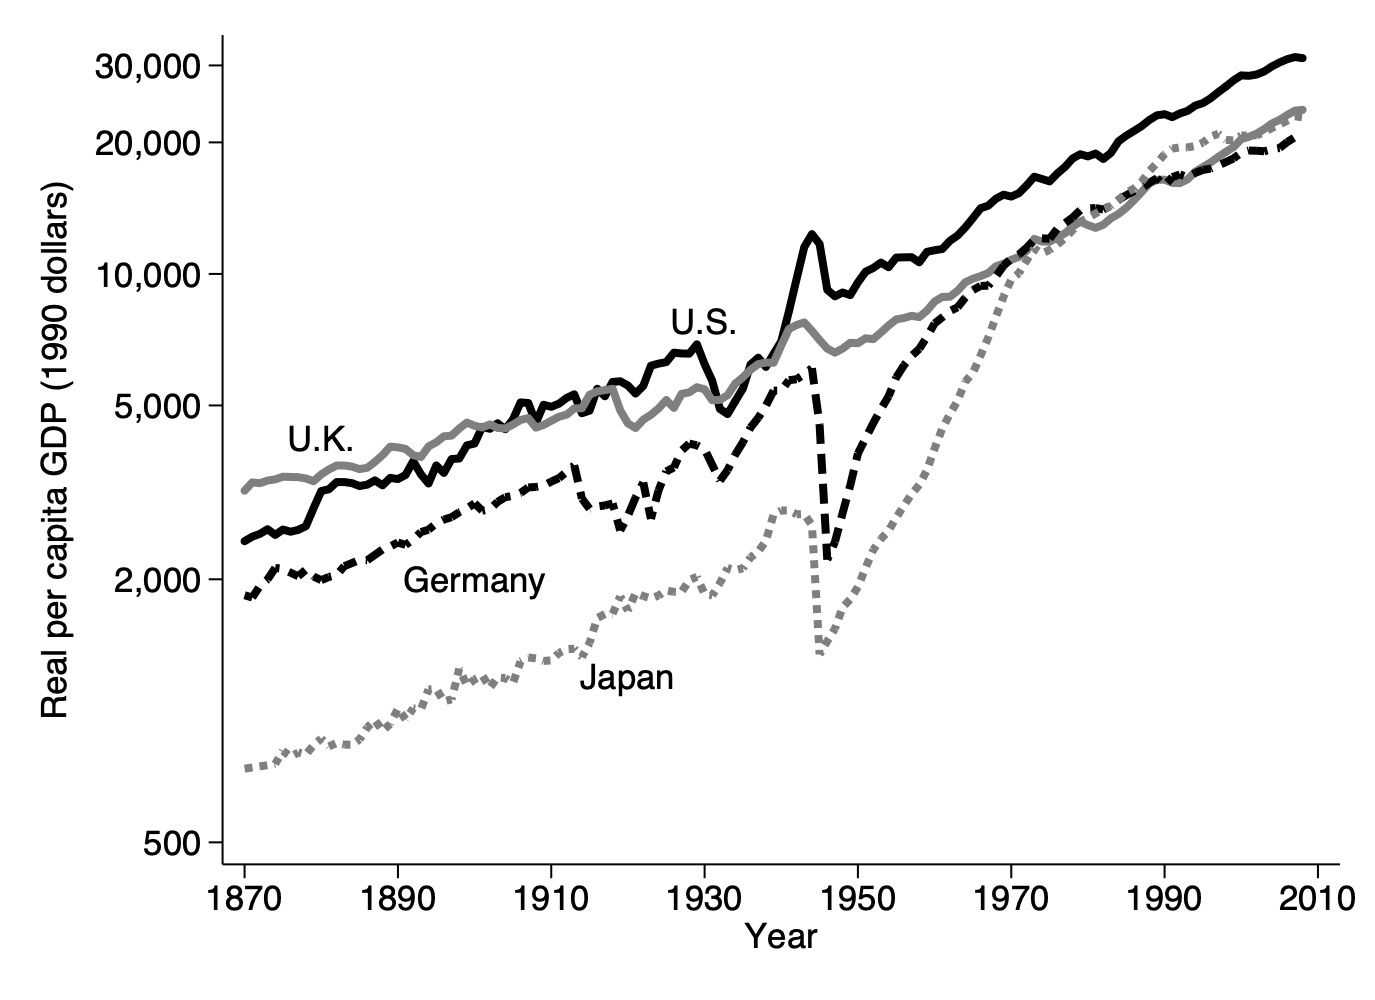 Real per capita GDP (1990 dollars)
30,000
20,000
10,000
5,000
2,000
500
U.S.
U.K.
Germany
Japan
1870 1890 1910 1930 1950 1970 1990 2010
Year